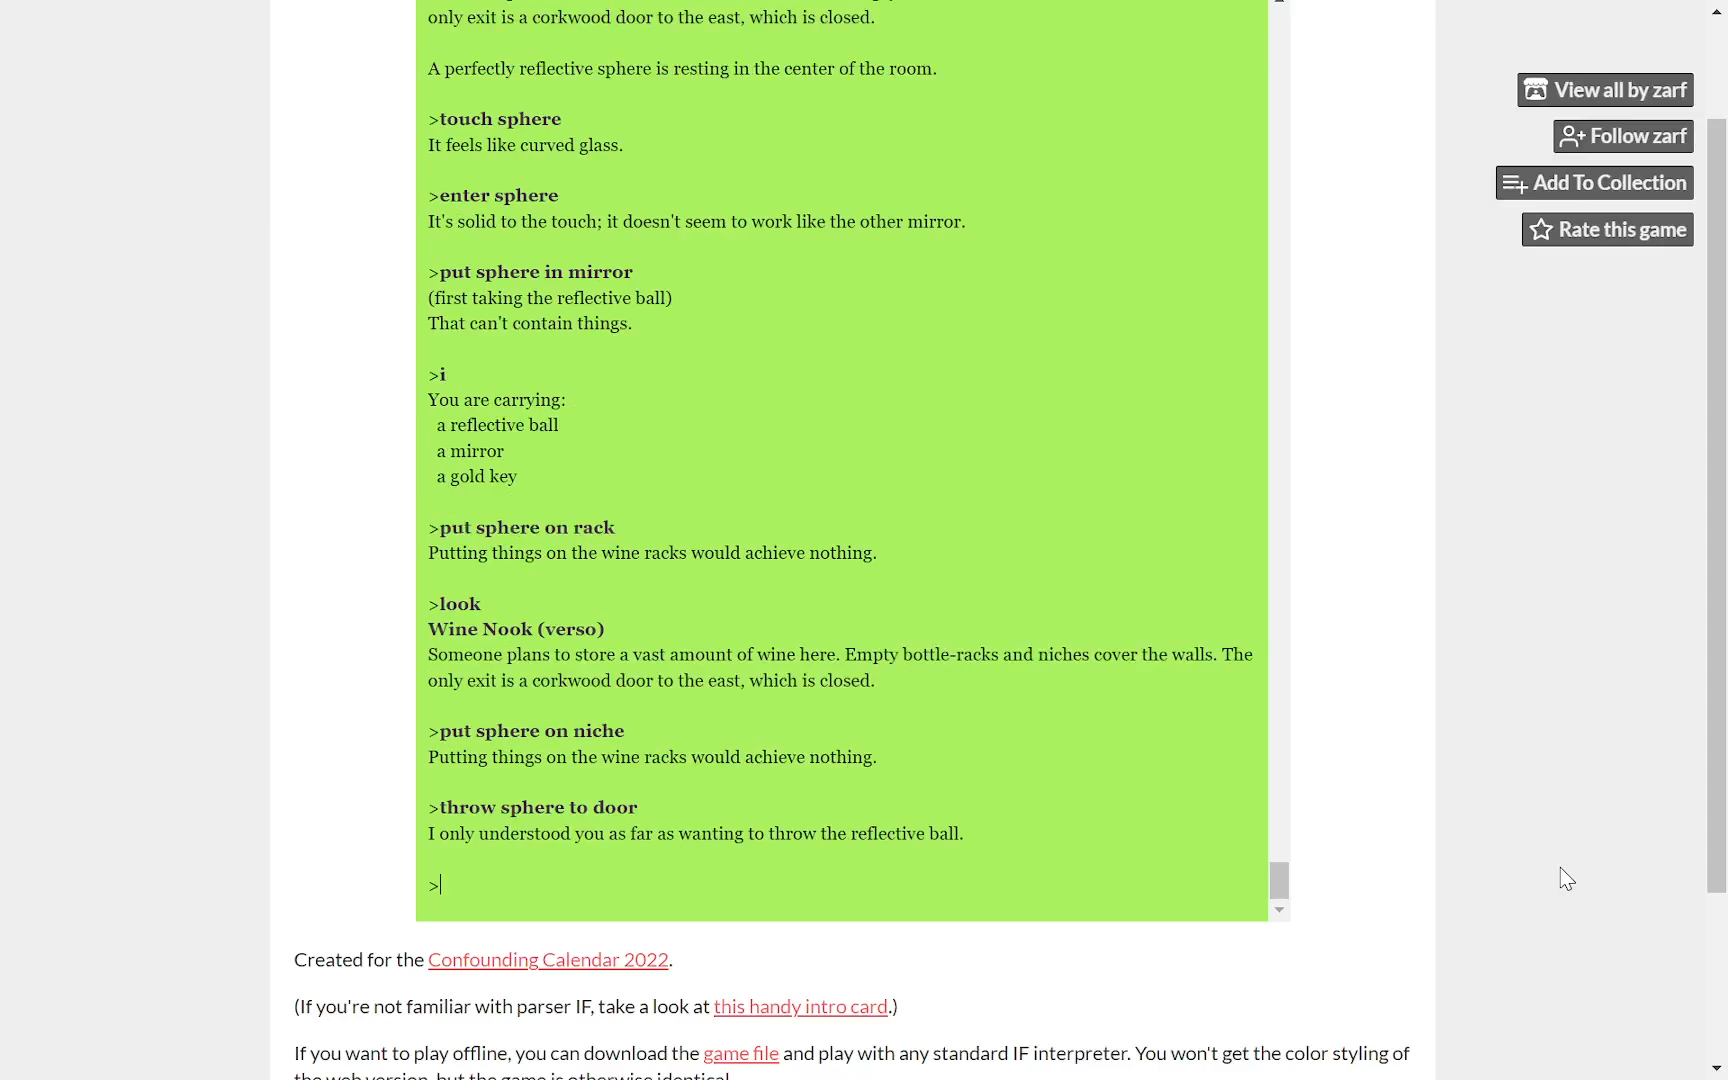 only exit is a corkwood door to the east, which is closed.
A perfectly reflective sphere is resting in the center of the room.
>touch sphere
It feels like curved glass.
>enter sphere
It's solid to the touch; it doesn't seem to work like the other mirror.
>put sphere in mirror
(first taking the reflective ball)
That can't contain things.
>i
You are carrying:
a reflective ball
a mirror
a gold key
>put sphere on rack
Putting things on the wine racks would achieve nothing.
>look
Wine Nook (verso)
Someone plans to store a vast amount of wine here. Empty bottle-racks and niches cover the walls. The
only exit is a corkwood door to the east, which is closed.
>put sphere on niche
Putting things on the wine racks would achieve nothing.
>throw sphere to door
I only understood you as far as wanting to throw the reflective ball.
>
Created for the Confounding Calendar 2022.
(If you're not familiar with parser IF, take a look at this handy intro card.)
If you want to play offline, you can download the game file and play with any standard IF interpreter. You won't get the color styling of
the web version, but the game is otherwise identical.
View all by zarf
Follow zarf
Add To Collection
Rate this game